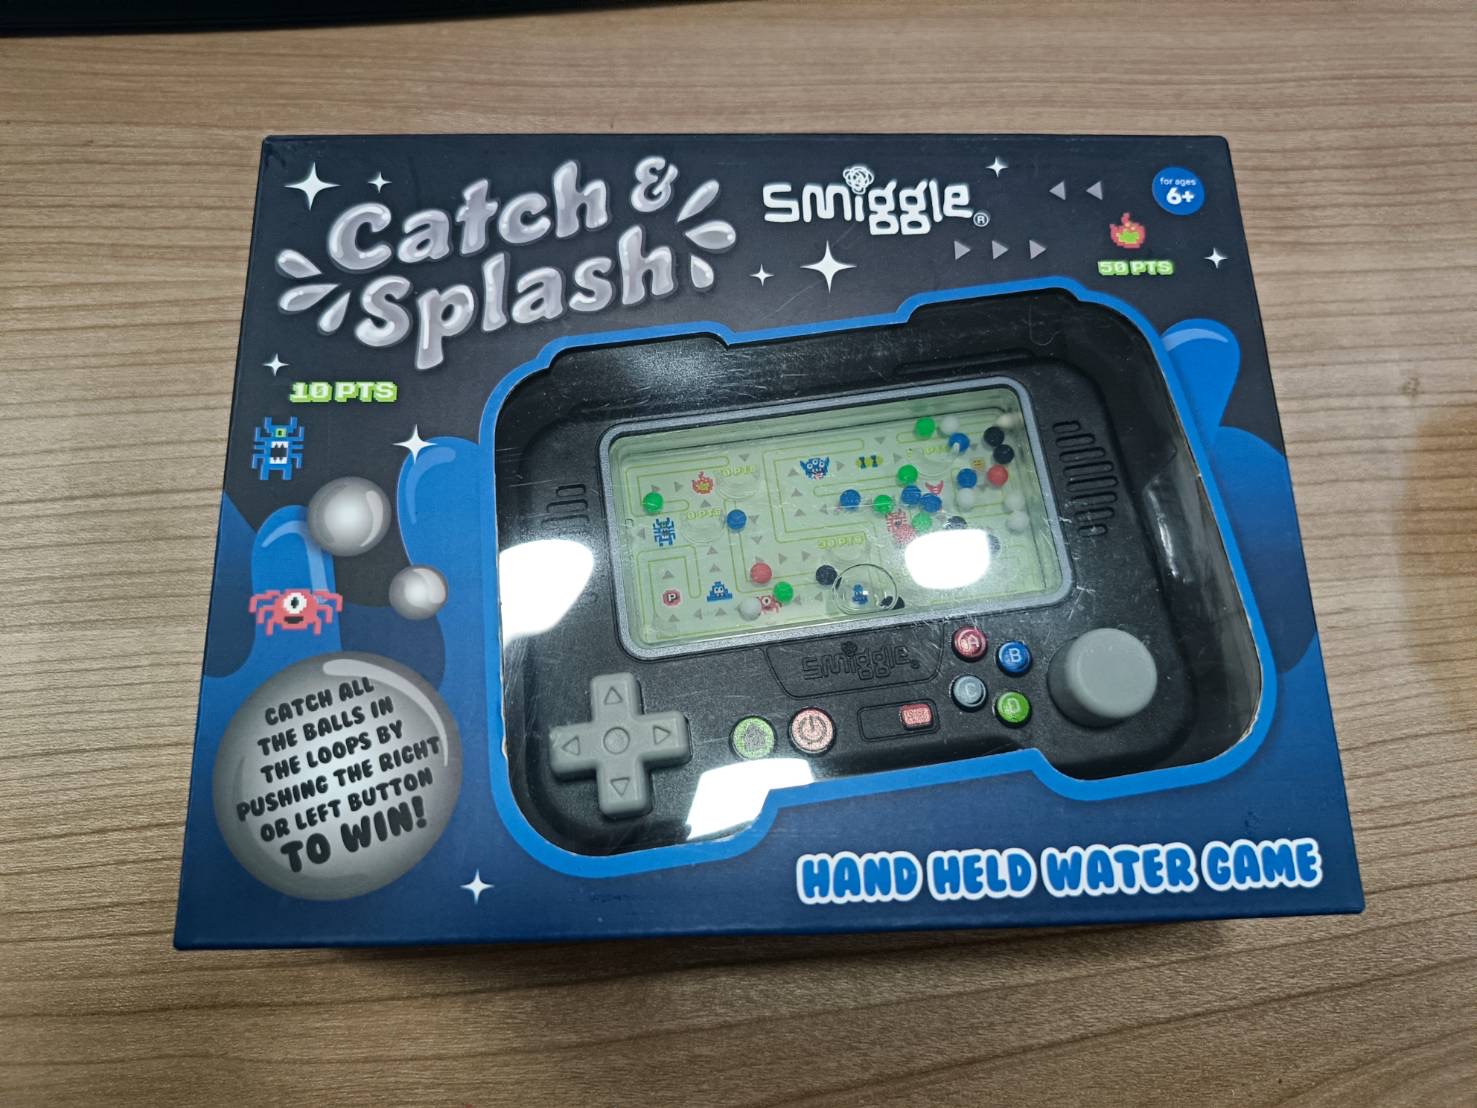 Catch &
Splash
smiggle®
for ages
6+
50 PTS
10 PTS
CATCH ALL
THE BALLS IN
THE LOOPS BY
PUSHING THE RIGHT
OR LEFT BUTTON
TO WIN!
P
smiggle
A
B
C
D
HAND HELD WATER GAME